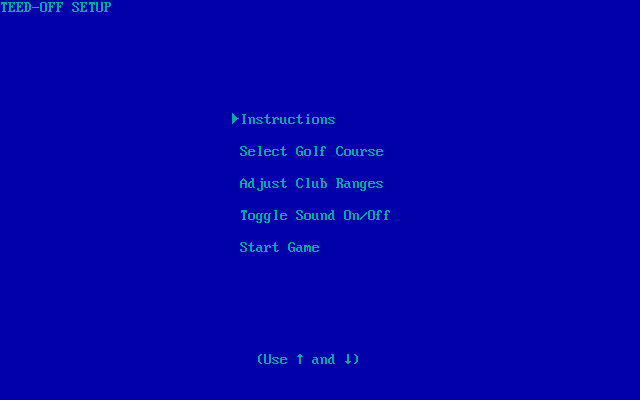 TEED-OFF SETUP
►Instructions
Select Golf Course
Adjust Club Ranges
Toggle Sound On/Off
Start Game
(Use ↑ and ↓)